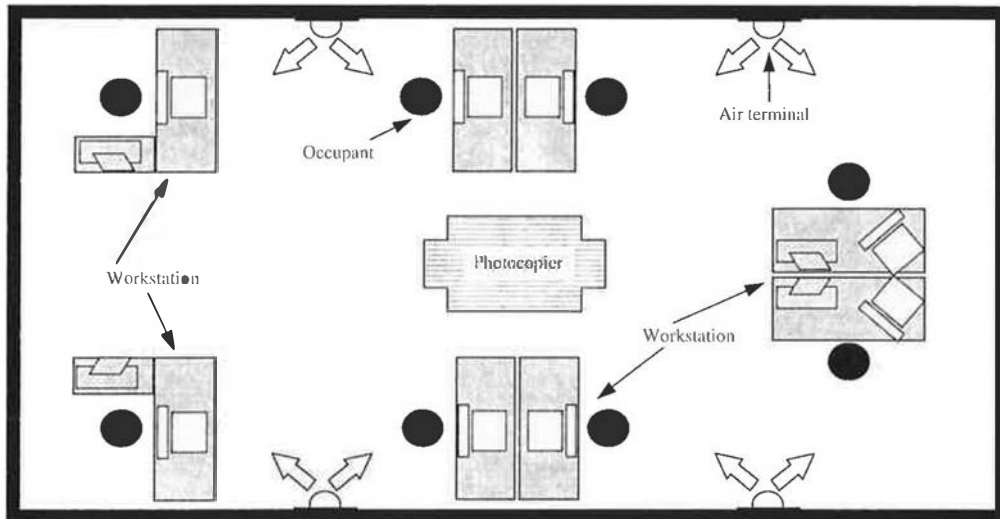 Air terminal
Occupant
Photocopier
Workstation
Workstation